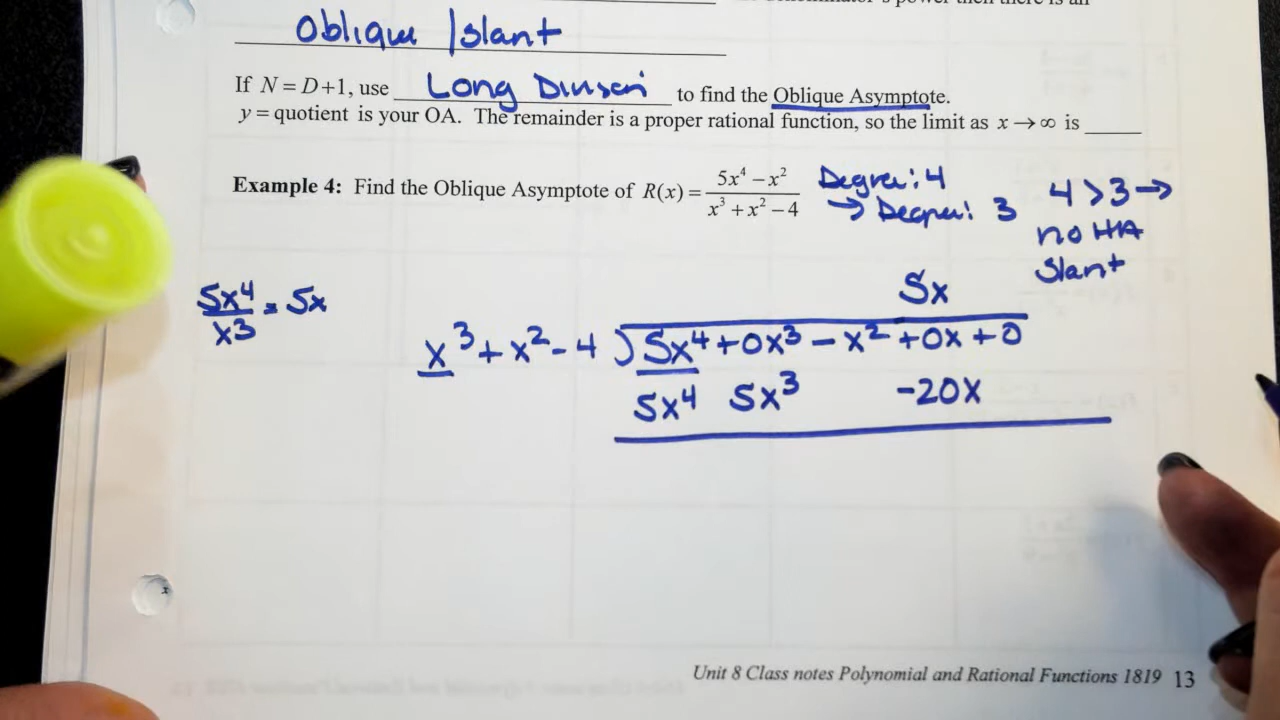 Oblique / slant
If N = D+1, use Long Division to find the Oblique Asymptote.
y = quotient is your OA. The remainder is a proper rational function, so the limit as x → ∞ is ____
Example 4: Find the Oblique Asymptote of R(x) = (5x⁴ − x²)/(x³ + x² − 4)
Degree: 4
→ Degree: 3
4 > 3 →
no HA
Slant
5x⁴/x³ = 5x
5x
x³ + x² - 4 ) 5x⁴ + 0x³ - x² + 0x + 0
5x⁴ 5x³ -20x
Unit 8 Class notes Polynomial and Rational Functions 1819 13